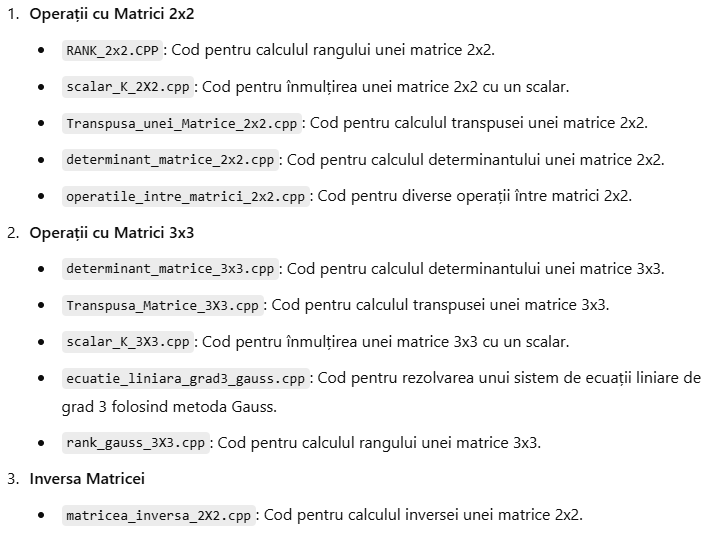 1. Operații cu Matrici 2x2
• RANK_2x2.CPP: Cod pentru calculul rangului unei matrice 2x2.
• scalar_K_2X2.cpp: Cod pentru înmulțirea unei matrice 2x2 cu un scalar.
• Transpusa_unei_Matrice_2x2.cpp: Cod pentru calculul transpusei unei matrice 2x2.
• determinant_matrice_2x2.cpp: Cod pentru calculul determinantului unei matrice 2x2.
• operatile_intre_matrici_2x2.cpp: Cod pentru diverse operații între matrici 2x2.
2. Operații cu Matrici 3x3
• determinant_matrice_3x3.cpp: Cod pentru calculul determinantului unei matrice 3x3.
• Transpusa_Matrice_3X3.cpp: Cod pentru calculul transpusei unei matrice 3x3.
• scalar_K_3X3.cpp: Cod pentru înmulțirea unei matrice 3x3 cu un scalar.
• ecuatie_liniara_grad3_gauss.cpp: Cod pentru rezolvarea unui sistem de ecuații liniare de
grad 3 folosind metoda Gauss.
• rank_gauss_3X3.cpp: Cod pentru calculul rangului unei matrice 3x3.
3. Inversa Matricei
• matricea_inversa_2X2.cpp: Cod pentru calculul inversei unei matrice 2x2.